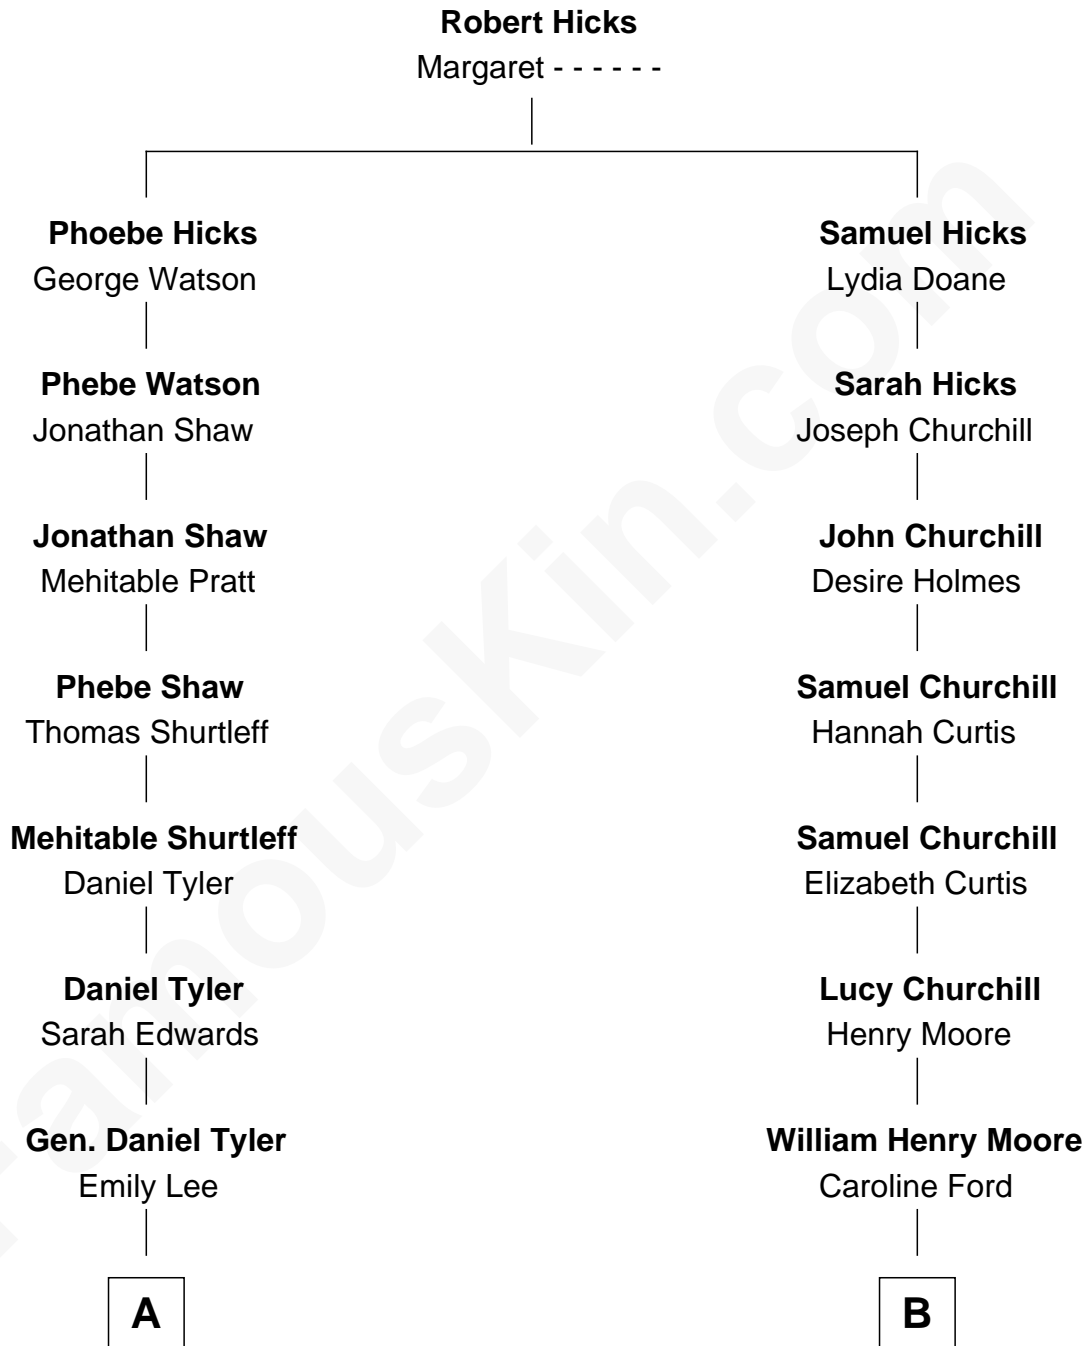 Robert Hicks
Margaret - - - - - -
Phoebe Hicks
George Watson
Samuel Hicks
Lydia Doane
Phebe Watson
Jonathan Shaw
Sarah Hicks
Joseph Churchill
Jonathan Shaw
Mehitable Pratt
John Churchill
Desire Holmes
Phebe Shaw
Thomas Shurtleff
Samuel Churchill
Hannah Curtis
Mehitable Shurtleff
Daniel Tyler
Samuel Churchill
Elizabeth Curtis
Daniel Tyler
Sarah Edwards
Lucy Churchill
Henry Moore
Gen. Daniel Tyler
Emily Lee
William Henry Moore
Caroline Ford
A
B
FamousKin.com